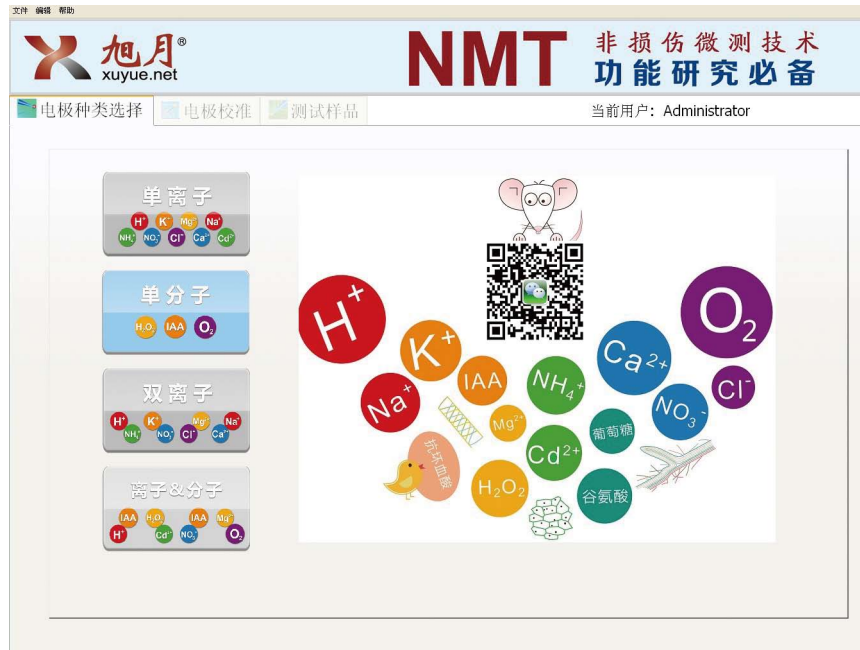 文件 编辑 帮助
旭月®
xuyue.net
NMT
非损伤微测技术
功能研究必备
电极种类选择 电极校准 测试样品
当前用户: Administrator
单离子
H⁺ K⁺ Mg²⁺ Na⁺
NH₄⁺ NO₃⁻ Cl⁻ Ca²⁺ Cd²⁺
单分子
H₂O₂ IAA O₂
双离子
H⁺ K⁺ Mg²⁺ Na⁺
NH₄⁺ NO₃⁻ Cl⁻ Ca²⁺
离子&分子
IAA H₂O₂ IAA Mg²⁺
H⁺ Cd²⁺ NO₃⁻ O₂
H⁺
K⁺
Na⁺
IAA
NH₄⁺
Ca²⁺
O₂
Cl⁻
NO₃⁻
Mg²⁺
Cd²⁺
葡萄糖
抗坏血酸
H₂O₂
谷氨酸